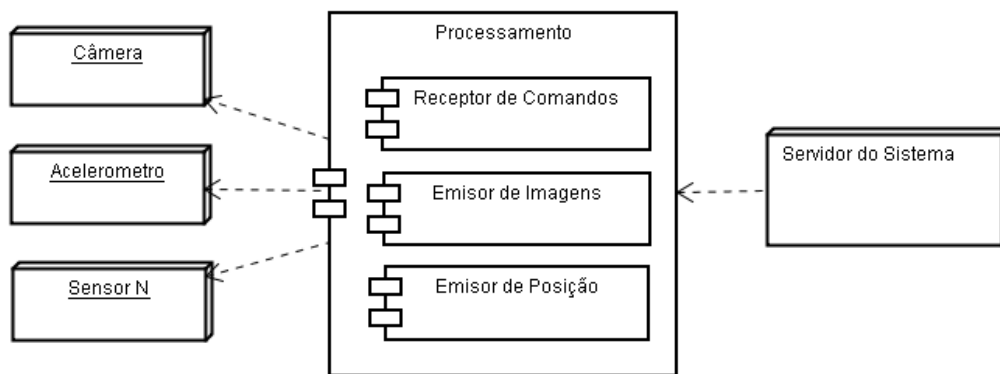 Câmera
Acelerometro
Sensor N
Processamento
Receptor de Comandos
Emisor de Imagens
Emisor de Posição
Servidor do Sistema